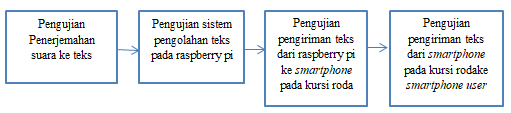 Pengujian
Penerjemahan
suara ke teks
Pengujian sistem
pengolahan teks
pada raspberry pi
Pengujian
pengiriman teks
dari raspberry pi
ke smartphone
pada kursi roda
Pengujian
pengiriman teks
dari smartphone
pada kursi rodake
smartphone user